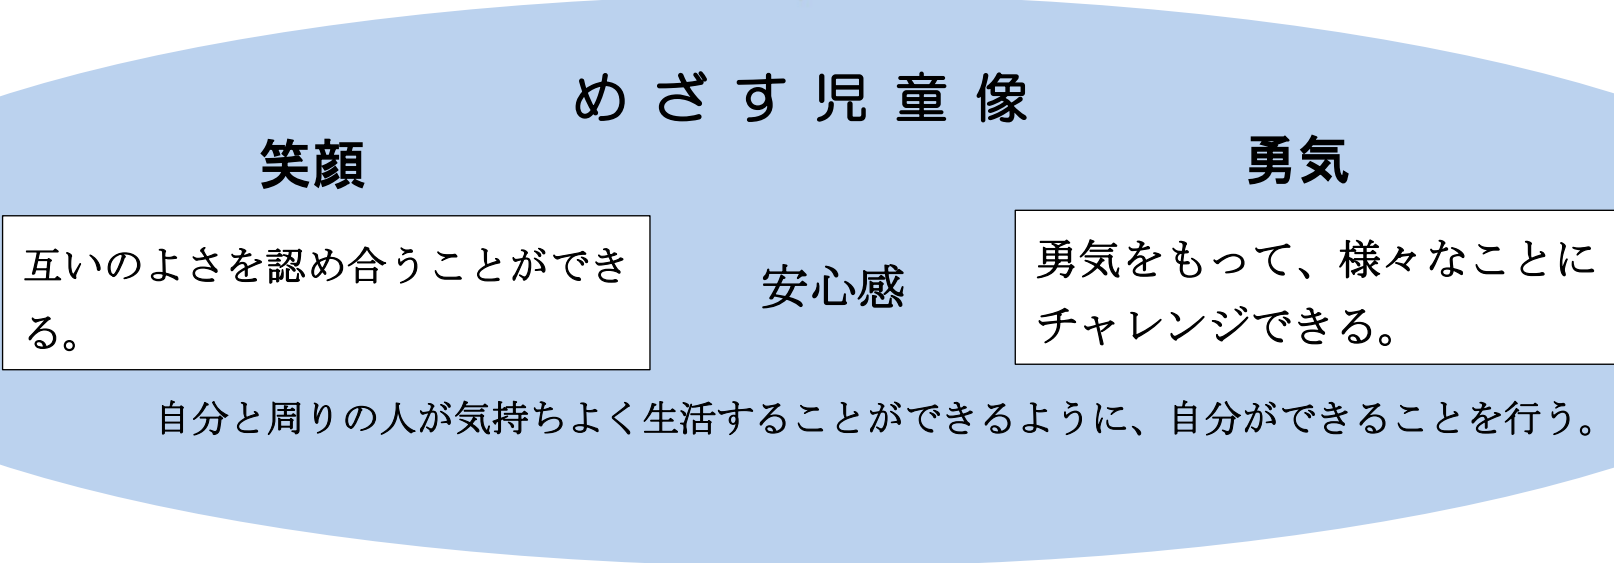 めざす児童像
笑顔
勇気
互いのよさを認め合うことができ
る。
安心感
勇気をもって、様々なことに
チャレンジできる。
自分と周りの人が気持ちよく生活することができるように、自分ができることを行う。